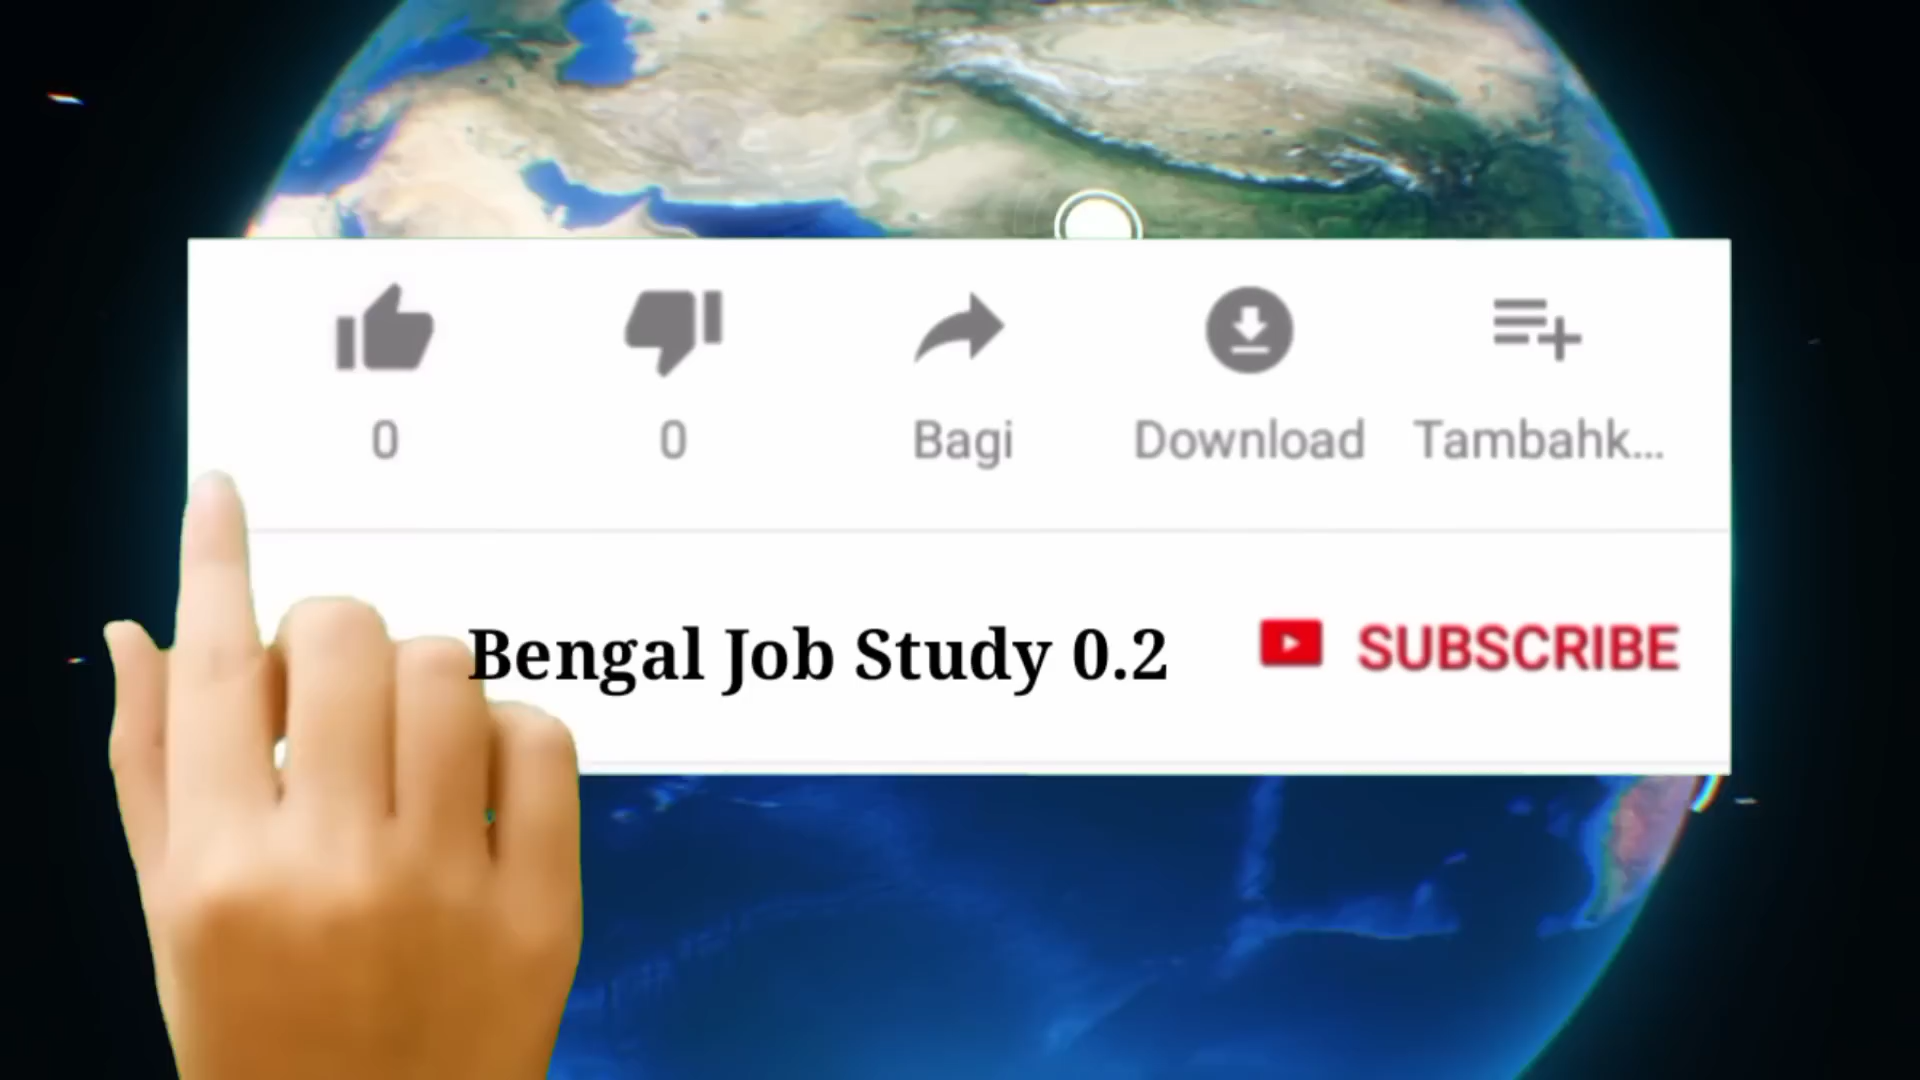 0 0 Bagi Download Tambahk...
Bengal Job Study 0.2 SUBSCRIBE